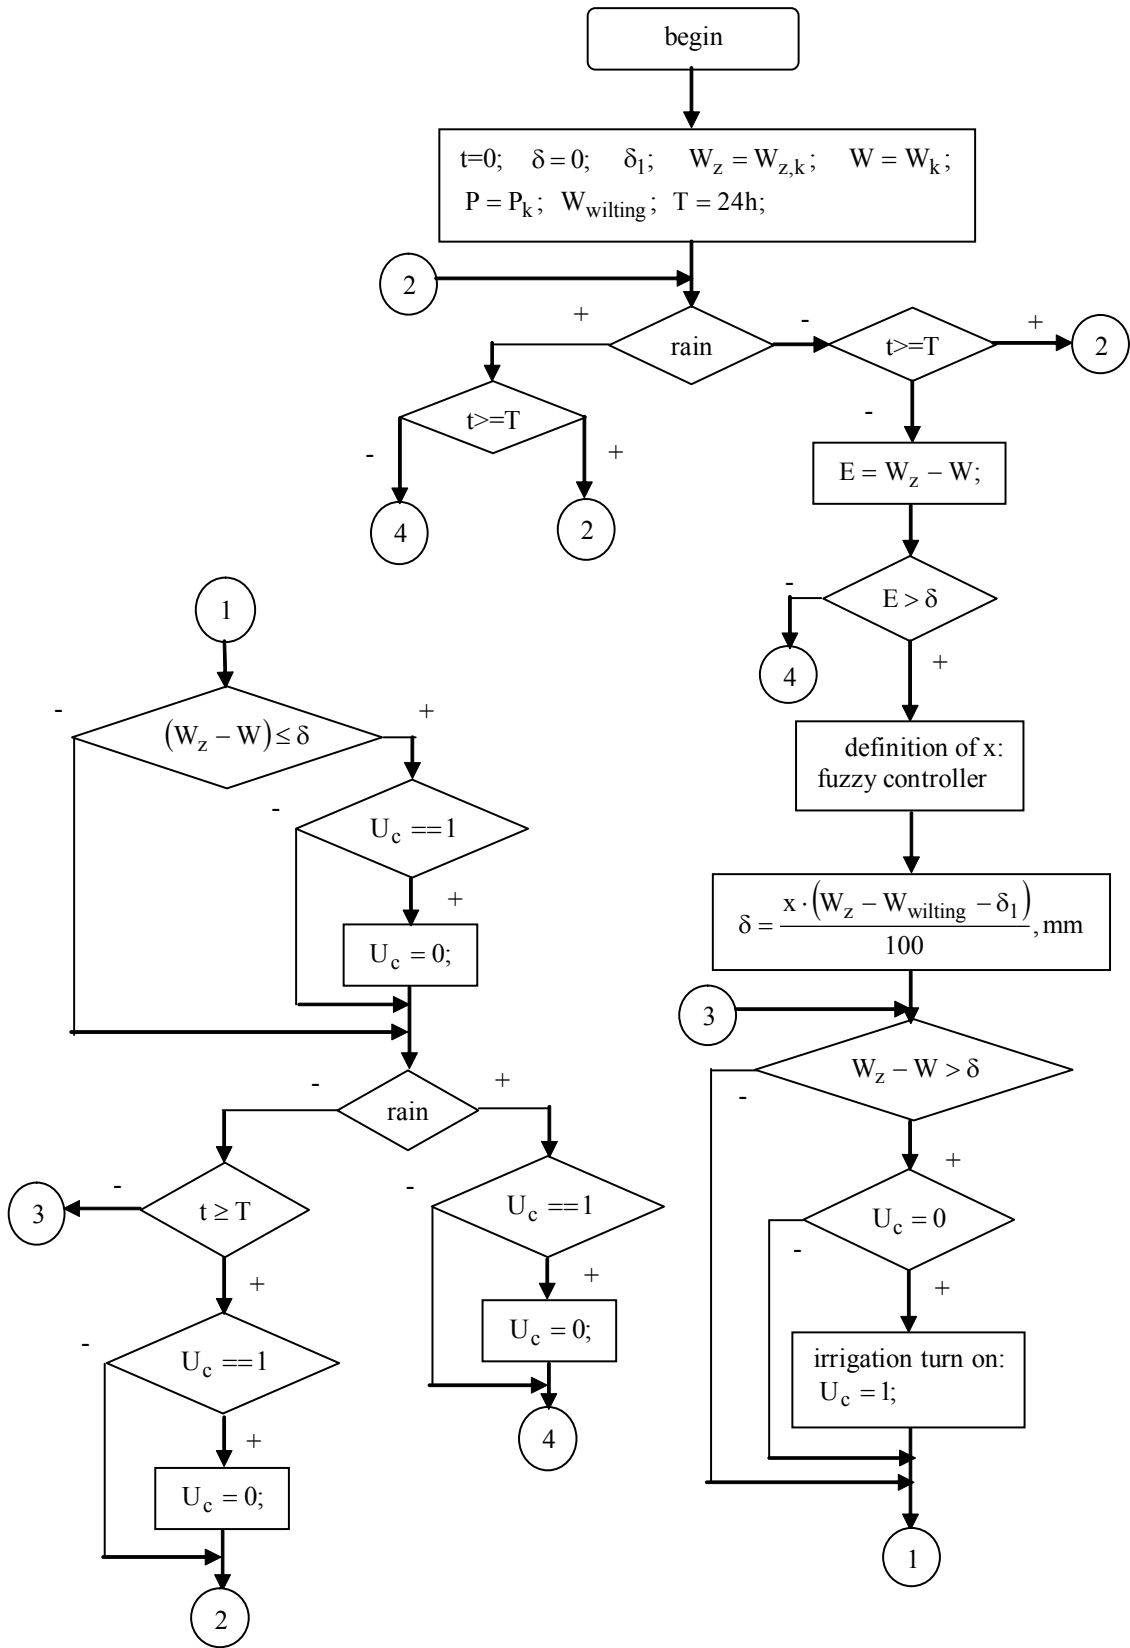 begin
t=0; δ = 0; δ₁; W_z = W_z,k; W = W_k;
P = P_k; W_wilting; T = 24h;
2
+
rain
-
t>=T
+
2
-
t>=T
-
+
4
2
E = W_z − W;
E > δ
-
4
+
definition of x:
fuzzy controller
δ = x · (W_z − W_wilting − δ₁) / 100 , mm
3
W_z − W > δ
-
+
U_c = 0
-
+
irrigation turn on:
U_c = 1;
1
1
(W_z − W) ≤ δ
-
+
U_c == 1
-
+
U_c = 0;
rain
-
+
t ≥ T
-
3
+
U_c == 1
-
+
U_c = 0;
2
U_c == 1
-
+
U_c = 0;
4